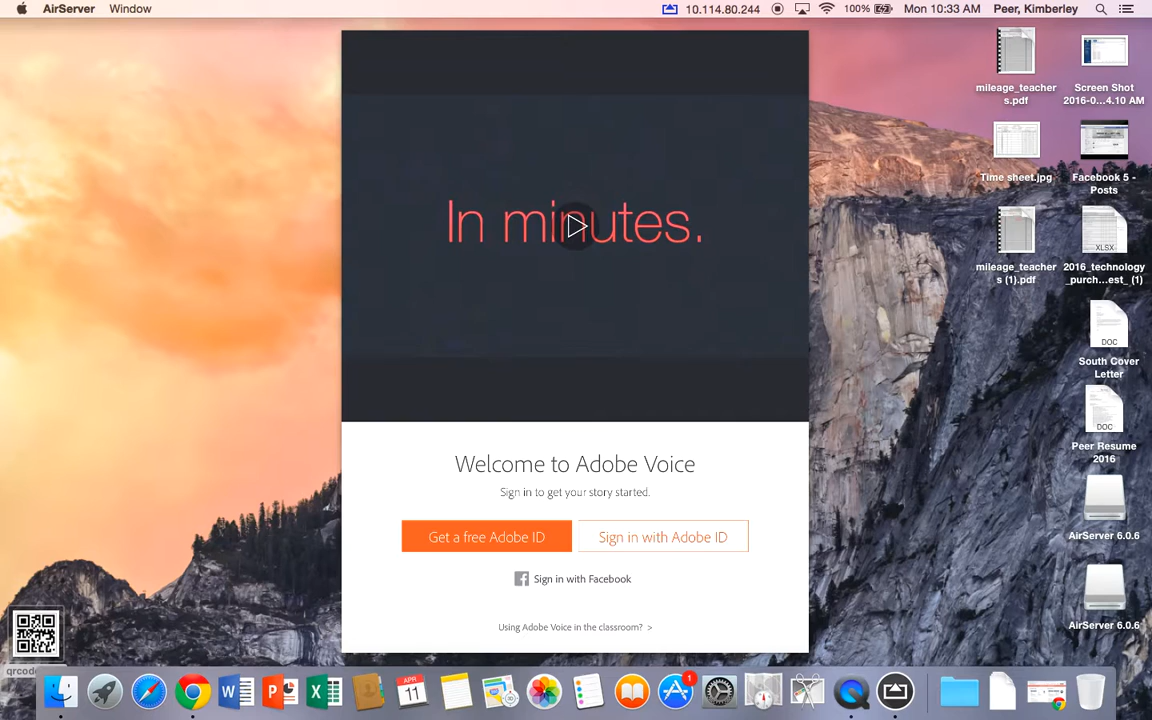 AirServer Window
10.114.80.244 100% Mon 10:33 AM Peer, Kimberley
mileage_teacher
s.pdf
Screen Shot
2016-0...4.10 AM
Time sheet.jpg
Facebook 5 -
Posts
mileage_teacher
s (1).pdf
XLSX
2016_technology
_purch...est_ (1)
DOC
South Cover
Letter
DOC
Peer Resume
2016
AirServer 6.0.6
AirServer 6.0.6
In minutes.
Welcome to Adobe Voice
Sign in to get your story started.
Get a free Adobe ID
Sign in with Adobe ID
Sign in with Facebook
Using Adobe Voice in the classroom? >
qrcod
APR
11
1